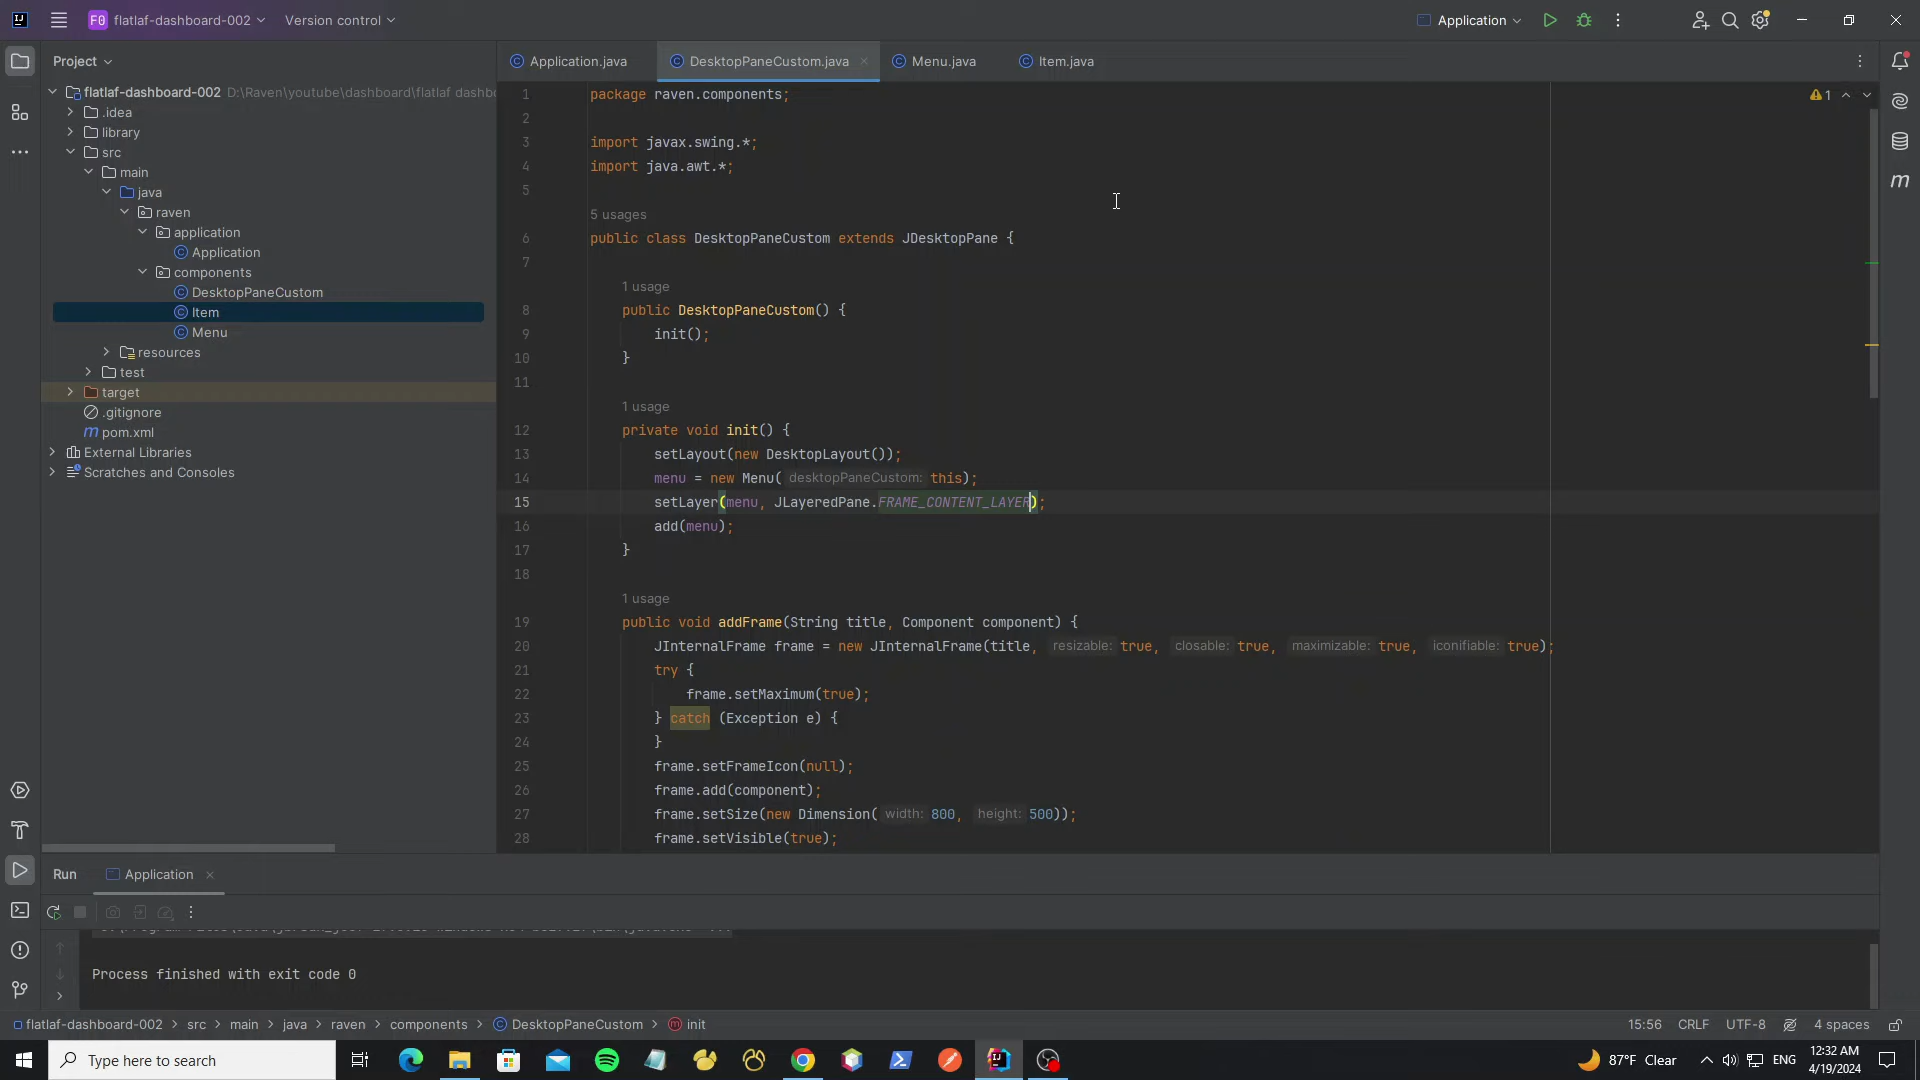 F0 flatlaf-dashboard-002 Version control Application
Project
flatlaf-dashboard-002 D:\Raven\youtube\dashboard\flatlaf dashbo
.idea
library
src
main
java
raven
application
Application
components
DesktopPaneCustom
Item
Menu
resources
test
target
.gitignore
pom.xml
External Libraries
Scratches and Consoles
Application.java DesktopPaneCustom.java Menu.java Item.java
1 package raven.components;
2
3 import javax.swing.*;
4 import java.awt.*;
5
5 usages
6 public class DesktopPaneCustom extends JDesktopPane {
7
1 usage
8 public DesktopPaneCustom() {
9 init();
10 }
11
1 usage
12 private void init() {
13 setLayout(new DesktopLayout());
14 menu = new Menu( desktopPaneCustom: this);
15 setLayer(menu, JLayeredPane.FRAME_CONTENT_LAYER);
16 add(menu);
17 }
18
1 usage
19 public void addFrame(String title, Component component) {
20 JInternalFrame frame = new JInternalFrame(title, resizable: true, closable: true, maximizable: true, iconifiable: true);
21 try {
22 frame.setMaximum(true);
23 } catch (Exception e) {
24 }
25 frame.setFrameIcon(null);
26 frame.add(component);
27 frame.setSize(new Dimension( width: 800, height: 500));
28 frame.setVisible(true);
1
Run Application
Process finished with exit code 0
flatlaf-dashboard-002 > src > main > java > raven > components > DesktopPaneCustom > init 15:56 CRLF UTF-8 4 spaces
Type here to search
87°F Clear ENG
12:32 AM
4/19/2024